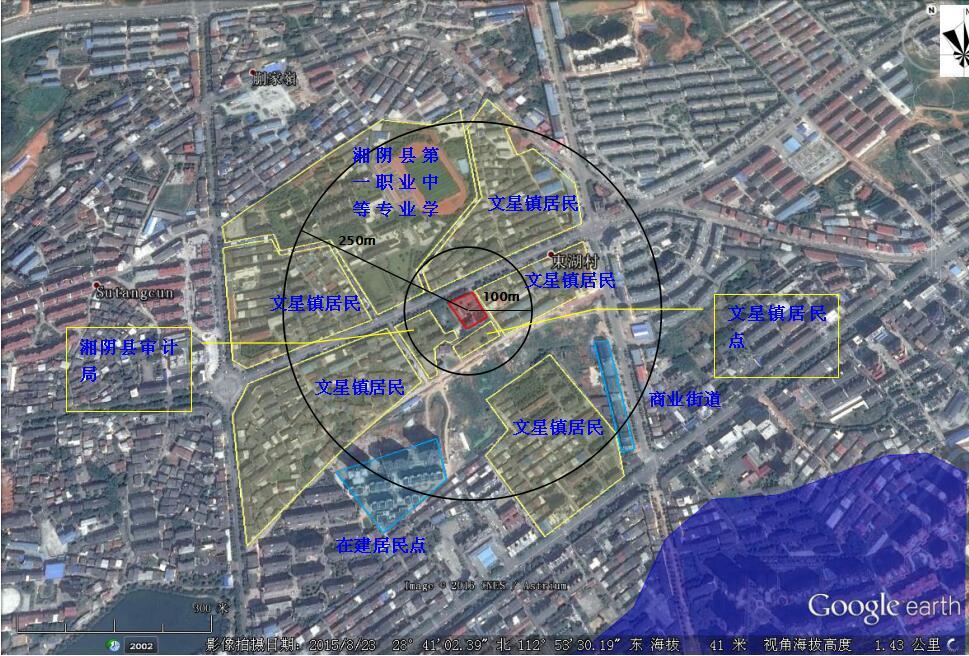 N
荆家嶺
湘阴县第
一职业中
等专业学
文星镇居民
250m
東湖村
文星镇居民
Sutangcun
100m
文星镇居民
文星镇居民
点
湘阴县审计
局
文星镇居民
商业街道
文星镇居民
在建居民点
Image © 2015 CNES / Astrium
300 米
Google earth
2002
影像拍摄日期: 2015/8/23 28° 41'02.39" 北 112° 53'30.19" 东 海拔 41 米 视角海拔高度 1.43 公里